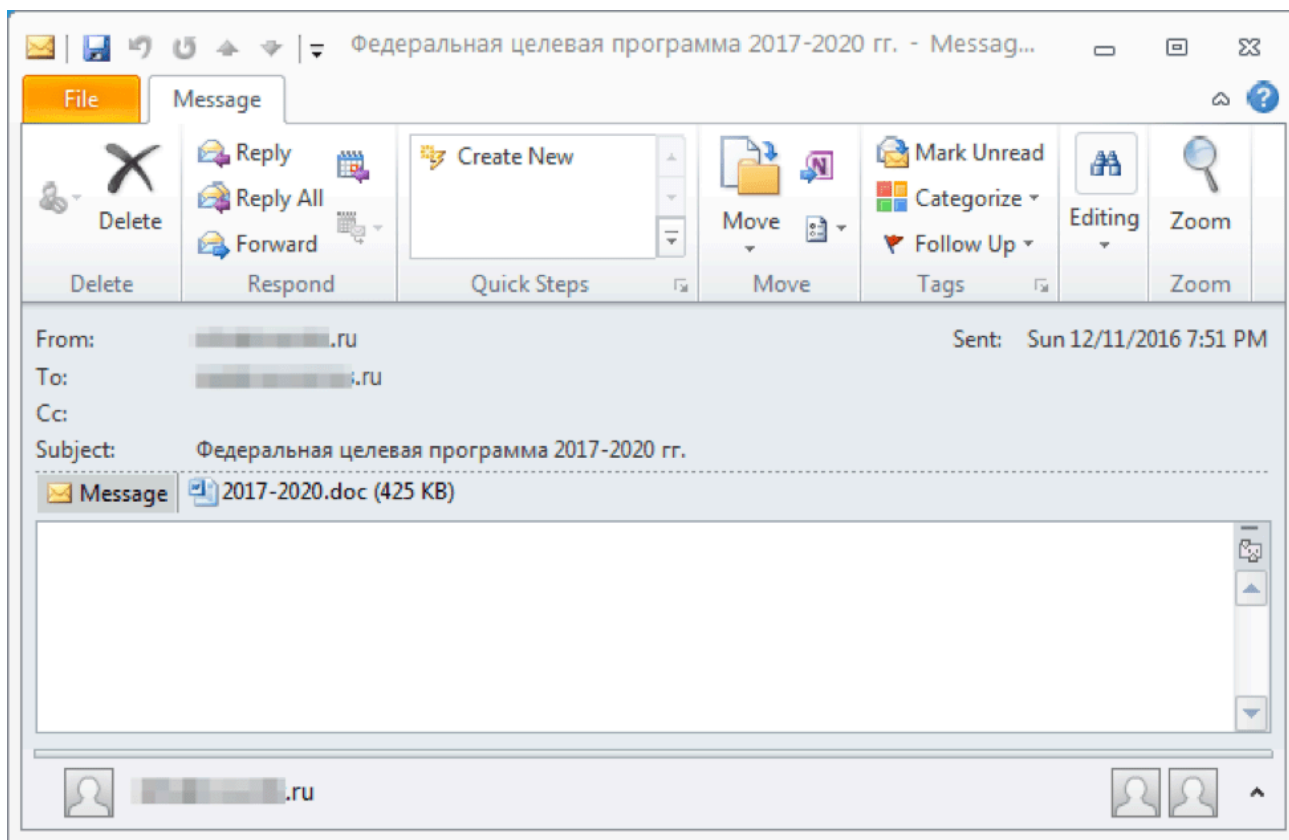 Федеральная целевая программа 2017-2020 гг. - Messag...
File Message
Delete
Reply
Reply All
Forward
Create New
Move
Mark Unread
Categorize
Follow Up
Editing
Zoom
Delete Respond Quick Steps Move Tags Zoom
From: .ru Sent: Sun 12/11/2016 7:51 PM
To: .ru
Cc:
Subject: Федеральная целевая программа 2017-2020 гг.
Message 2017-2020.doc (425 KB)
.ru